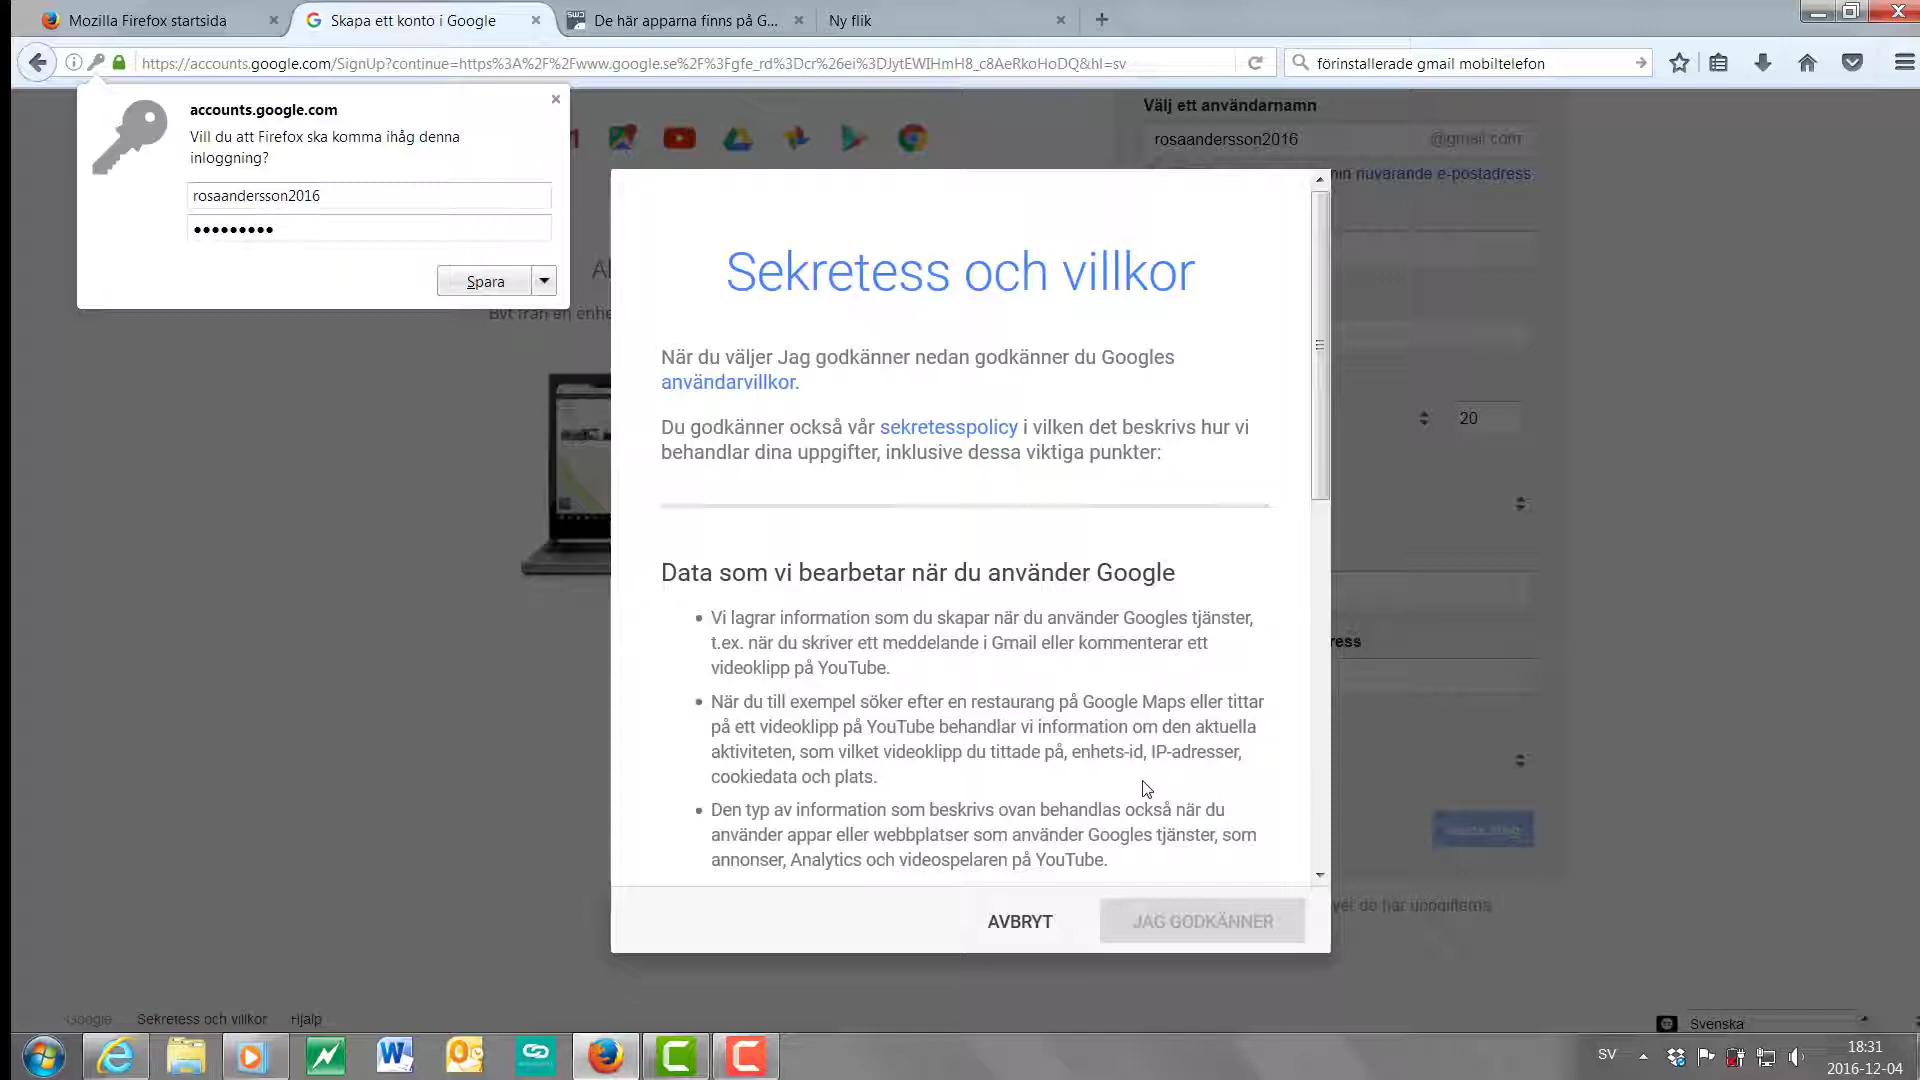 Mozilla Firefox startsida
Skapa ett konto i Google
De här apparna finns på G...
Ny flik
https://accounts.google.com/SignUp?continue=https%3A%2F%2Fwww.google.se%2F%3Fgfe_rd%3Dcr%26ei%3DJytEWIHmH8_c8AeRkoHoDQ&hl=sv
förinstallerade gmail mobiltelefon
accounts.google.com
Vill du att Firefox ska komma ihåg denna
inloggning?
rosaandersson2016
Spara
Välj ett användarnamn
rosaandersson2016
@gmail.com
nuvarande e-postadress
20
Sekretess och villkor
När du väljer Jag godkänner nedan godkänner du Googles
användarvillkor.
Du godkänner också vår sekretesspolicy i vilken det beskrivs hur vi
behandlar dina uppgifter, inklusive dessa viktiga punkter:
Data som vi bearbetar när du använder Google
• Vi lagrar information som du skapar när du använder Googles tjänster,
t.ex. när du skriver ett meddelande i Gmail eller kommenterar ett
videoklipp på YouTube.
• När du till exempel söker efter en restaurang på Google Maps eller tittar
på ett videoklipp på YouTube behandlar vi information om den aktuella
aktiviteten, som vilket videoklipp du tittade på, enhets-id, IP-adresser,
cookiedata och plats.
• Den typ av information som beskrivs ovan behandlas också när du
använder appar eller webbplatser som använder Googles tjänster, som
annonser, Analytics och videospelaren på YouTube.
AVBRYT
JAG GODKÄNNER
Google
Sekretess och villkor
Hjälp
Svenska
SV
18:31
2016-12-04